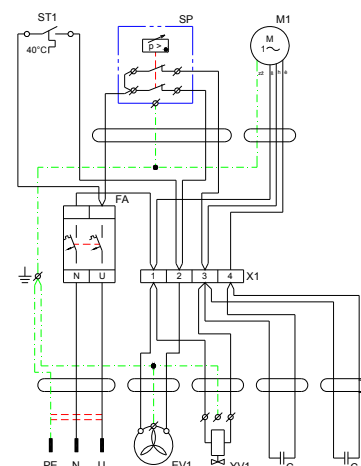 ST1
SP
M1
40°C
p >
M
1~
FA
N U
1 2 3 4
X1
PE N U
EV1
YV1
C
C